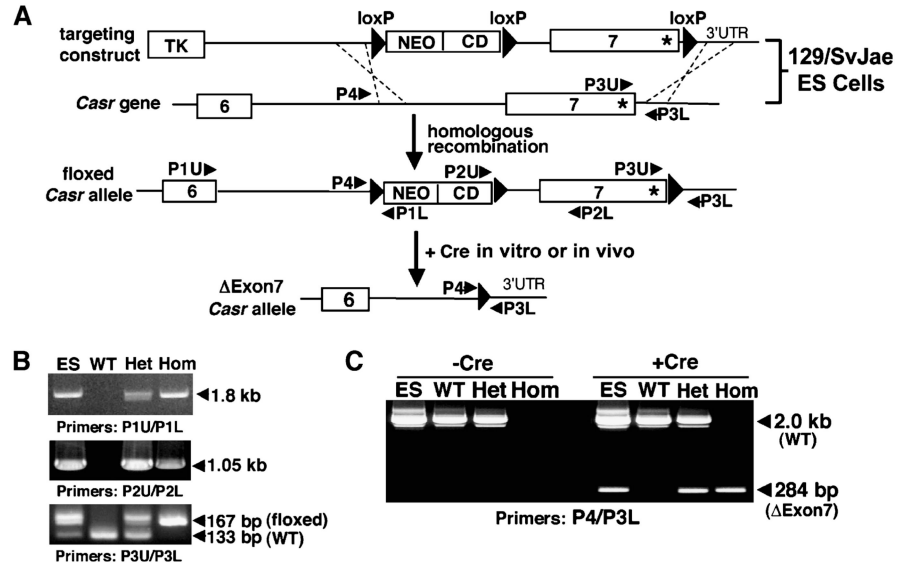 A
targeting construct
TK
loxP
NEO CD
loxP
7 *
loxP
3'UTR
129/SvJae ES Cells
Casr gene
6
P4
P3U
7 *
P3L
homologous recombination
floxed Casr allele
P1U
6
P4
P2U
NEO CD
P1L
P3U
7 *
P2L
P3L
+ Cre in vitro or in vivo
ΔExon7 Casr allele
6
P4
3'UTR
P3L
B
ES WT Het Hom
1.8 kb
Primers: P1U/P1L
1.05 kb
Primers: P2U/P2L
167 bp (floxed)
133 bp (WT)
Primers: P3U/P3L
C
-Cre
+Cre
ES WT Het Hom
ES WT Het Hom
2.0 kb
(WT)
284 bp
(ΔExon7)
Primers: P4/P3L